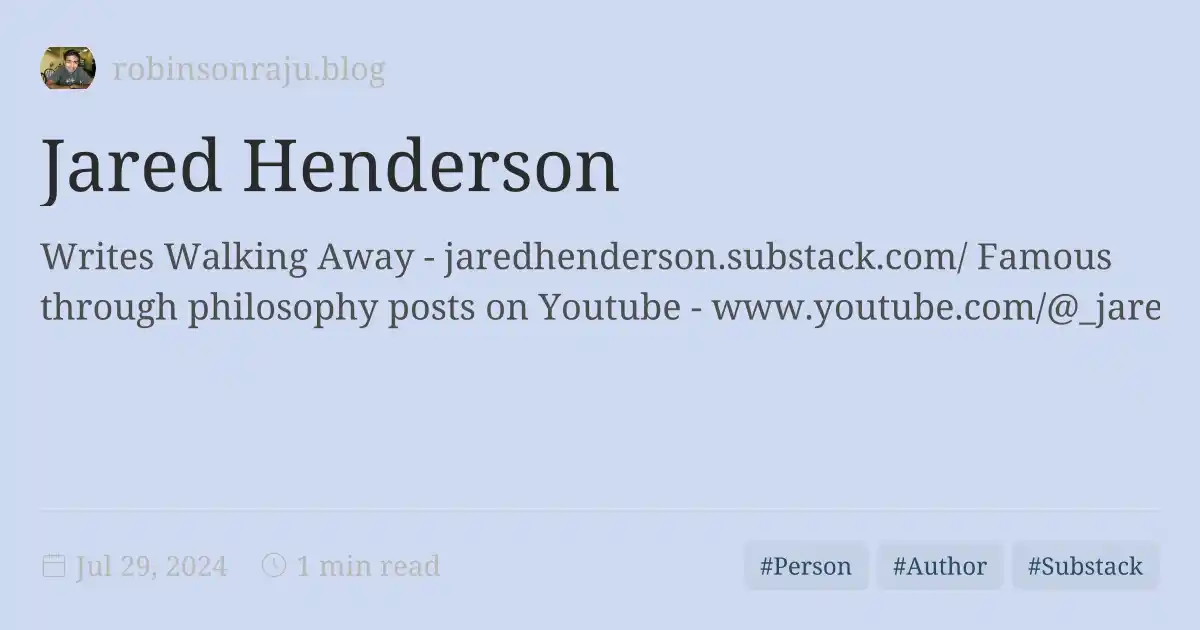 robinsonraju.blog
Jared Henderson
Writes Walking Away - jaredhenderson.substack.com/ Famous
through philosophy posts on Youtube - www.youtube.com/@_jare
Jul 29, 2024 1 min read #Person #Author #Substack